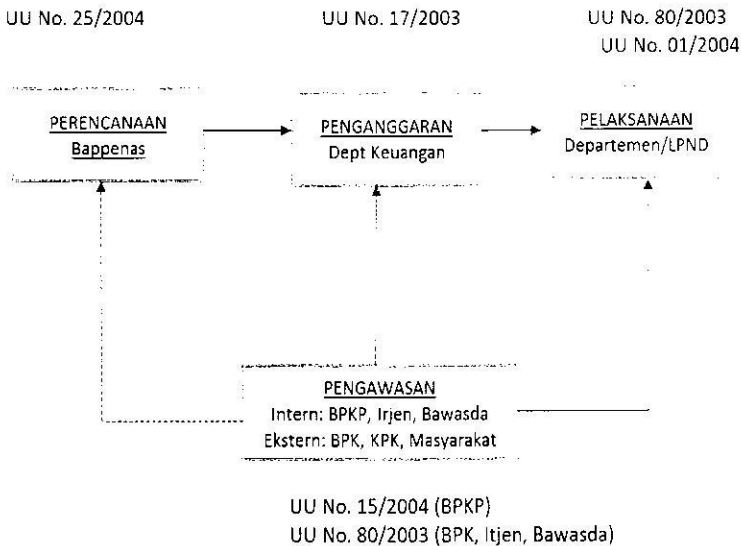 UU No. 25/2004
UU No. 17/2003
UU No. 80/2003
UU No. 01/2004
PERENCANAAN
Bappenas
PENGANGGARAN
Dept Keuangan
PELAKSANAAN
Departemen/LPND
PENGAWASAN
Intern: BPKP, Irjen, Bawasda
Ekstern: BPK, KPK, Masyarakat
UU No. 15/2004 (BPKP)
UU No. 80/2003 (BPK, Itjen, Bawasda)